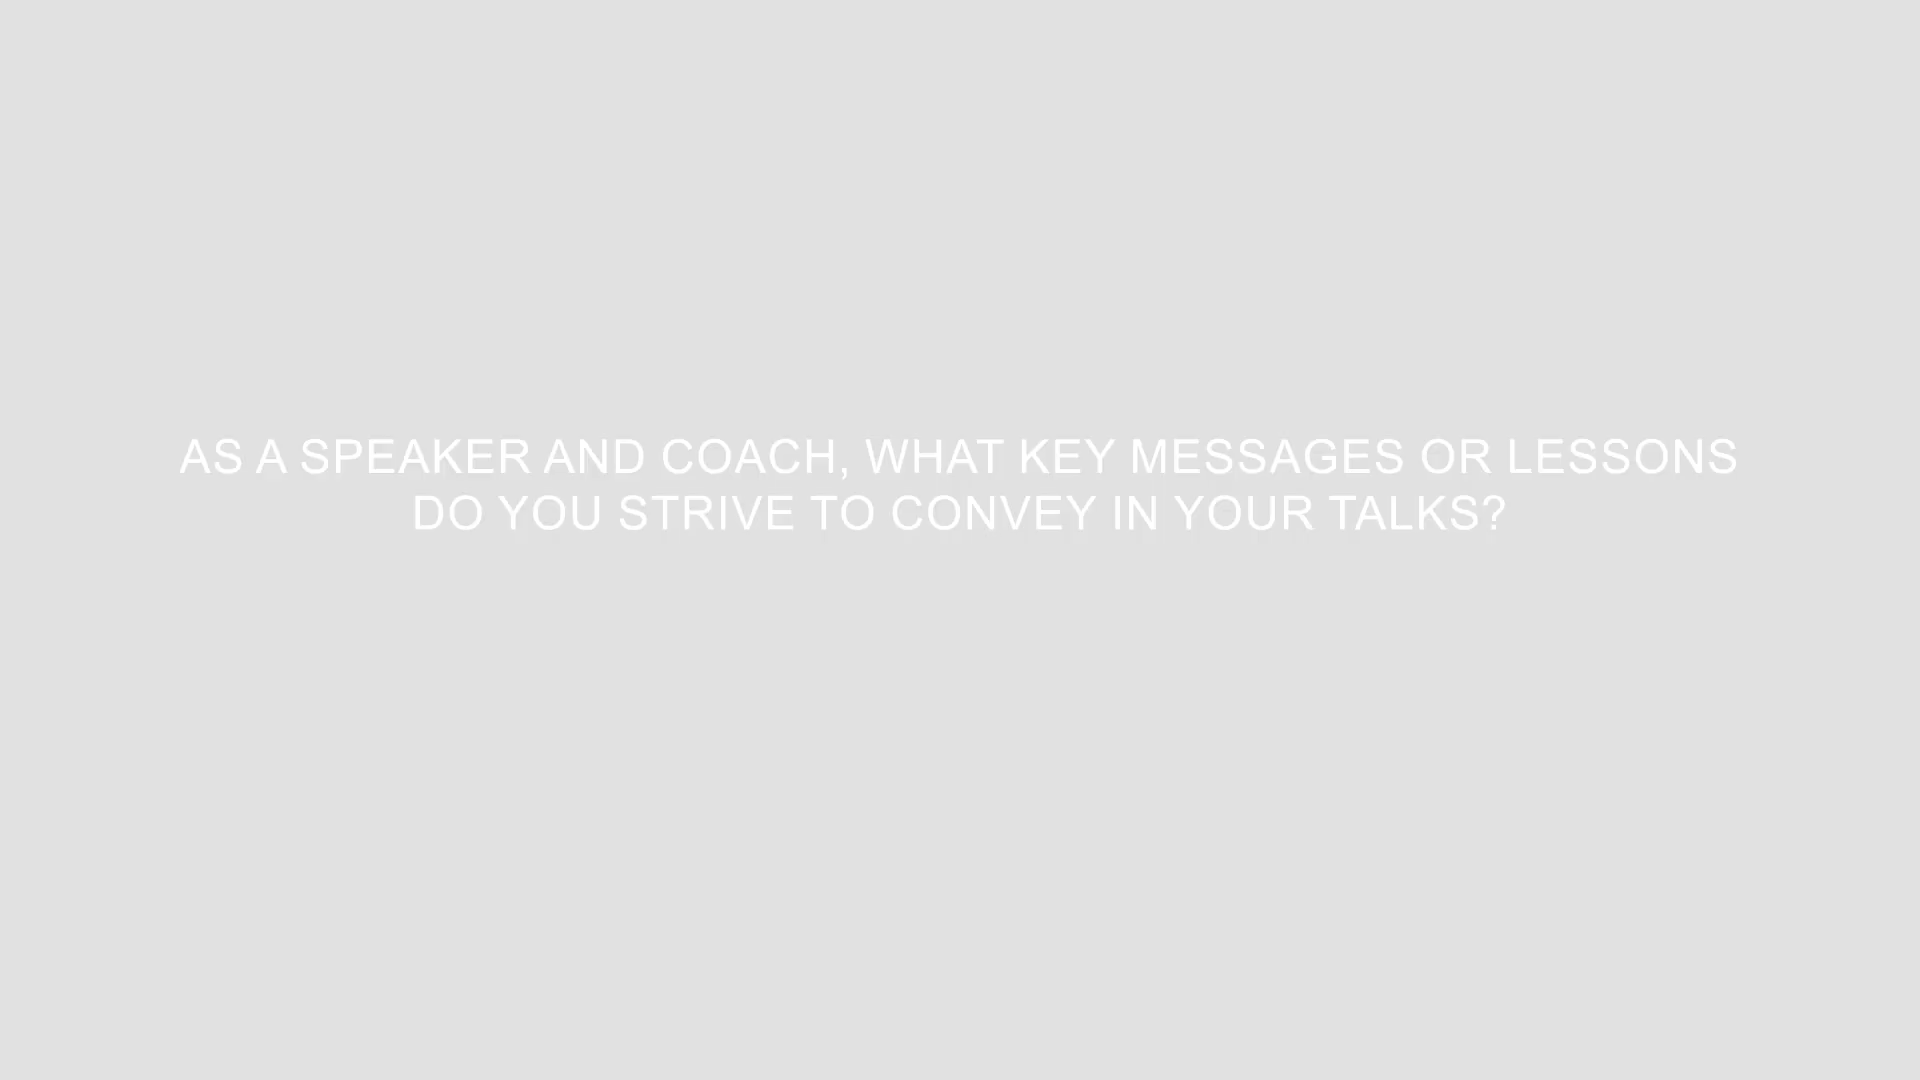 AS A SPEAKER AND COACH, WHAT KEY MESSAGES OR LESSONS
DO YOU STRIVE TO CONVEY IN YOUR TALKS?